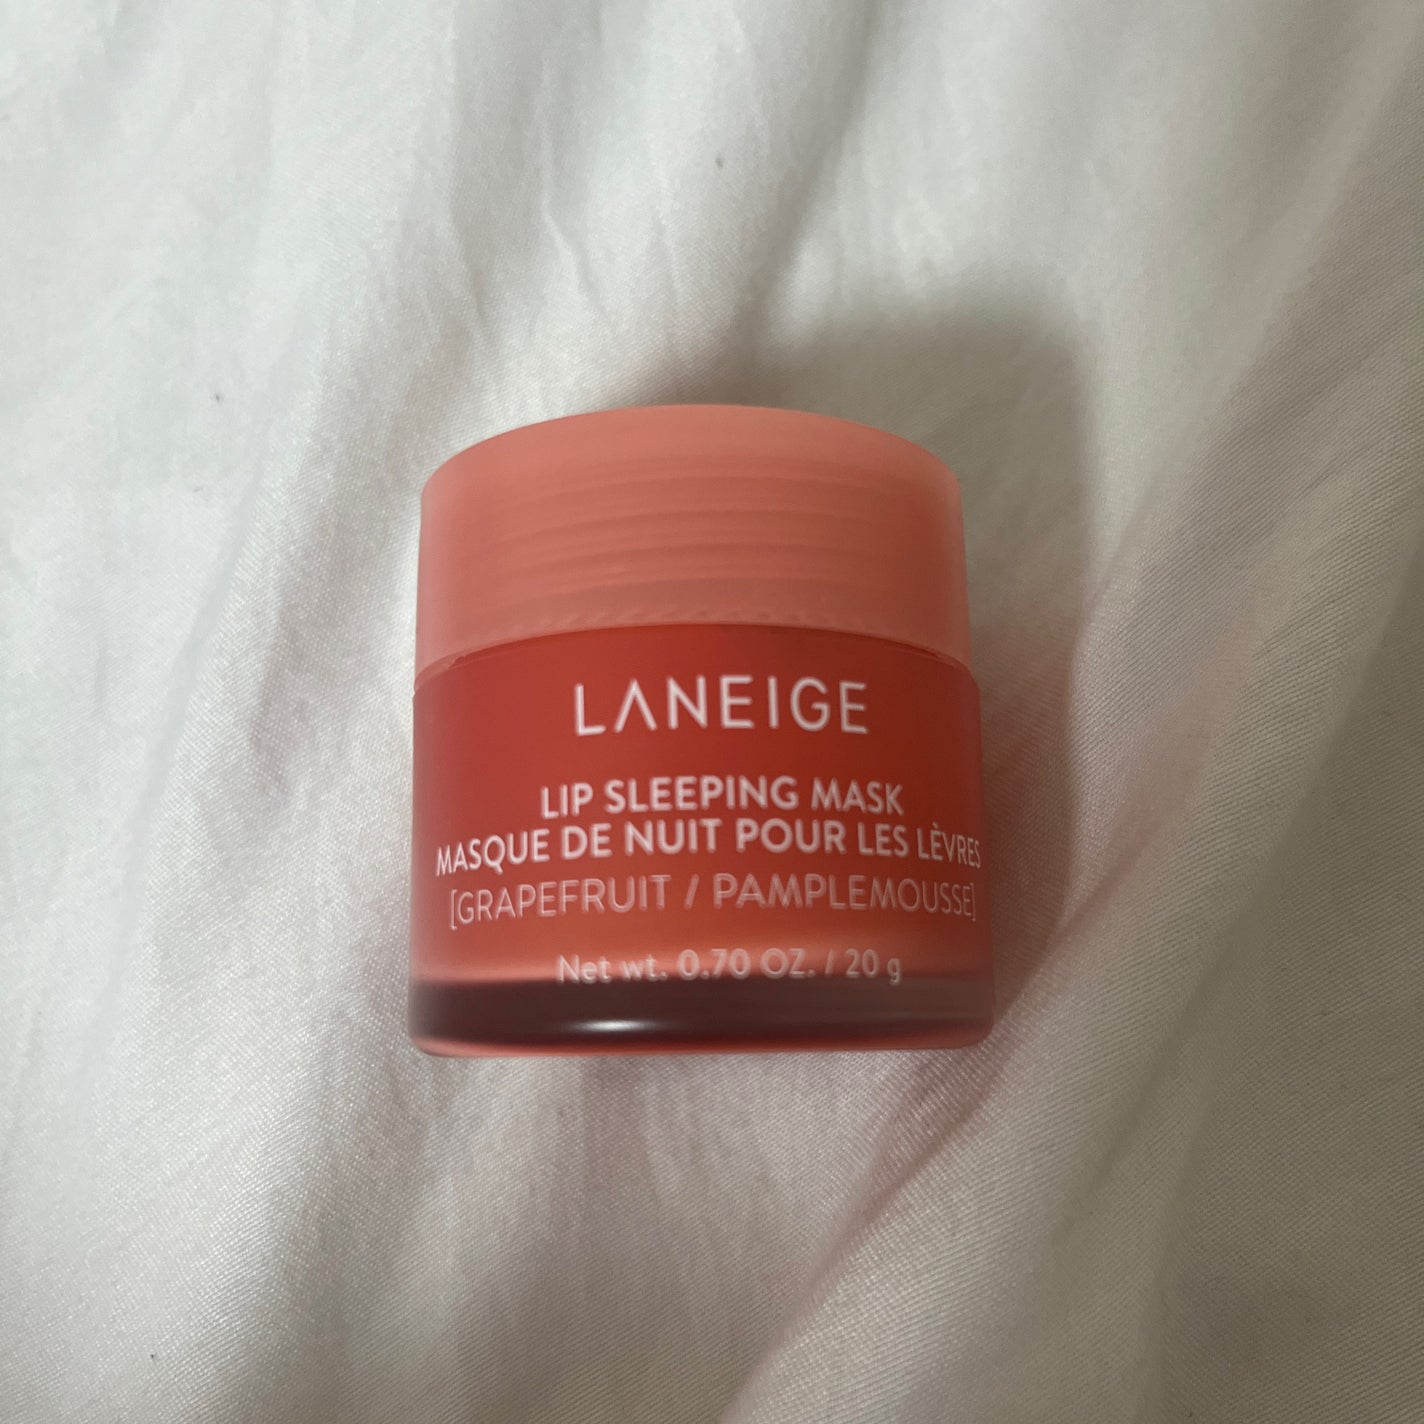 LANEIGE
LIP SLEEPING MASK
MASQUE DE NUIT POUR LES LÈVRES
[GRAPEFRUIT / PAMPLEMOUSSE]
Net wt. 0.70 OZ. / 20 g